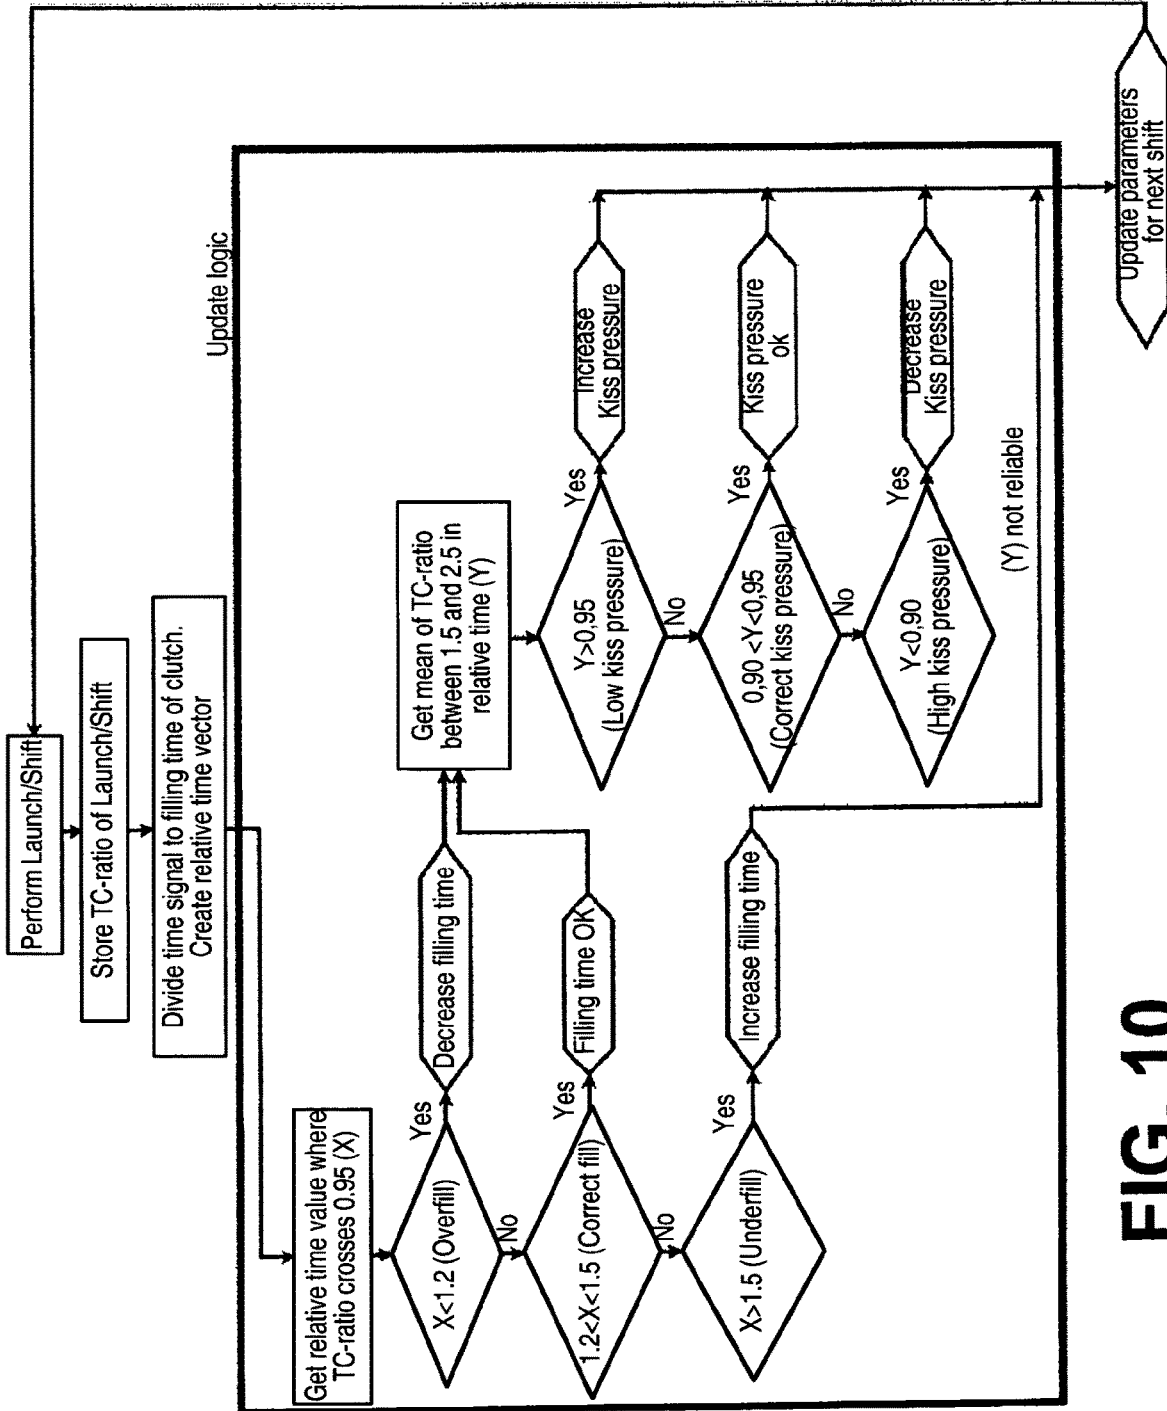 Perform Launch/Shift
Store TC-ratio of Launch/Shift
Divide time signal to filling time of clutch.
Create relative time vector
Update logic
Get relative time value where
TC-ratio crosses 0.95 (X)
X<1.2 (Overfill)
Yes
Decrease filling time
No
1.2<X<1.5 (Correct fill)
Yes
Filling time OK
No
X>1.5 (Underfill)
Yes
Increase filling time
Get mean of TC-ratio
between 1.5 and 2.5 in
relative time (Y)
Y>0,95
(Low kiss pressure)
Yes
Increase
Kiss pressure
No
0,90 <Y<0,95
(Correct kiss pressure)
Yes
Kiss pressure
ok
No
Y<0,90
(High kiss pressure)
Yes
Decrease
Kiss pressure
(Y) not reliable
Update parameters
for next shift
FIG. 10